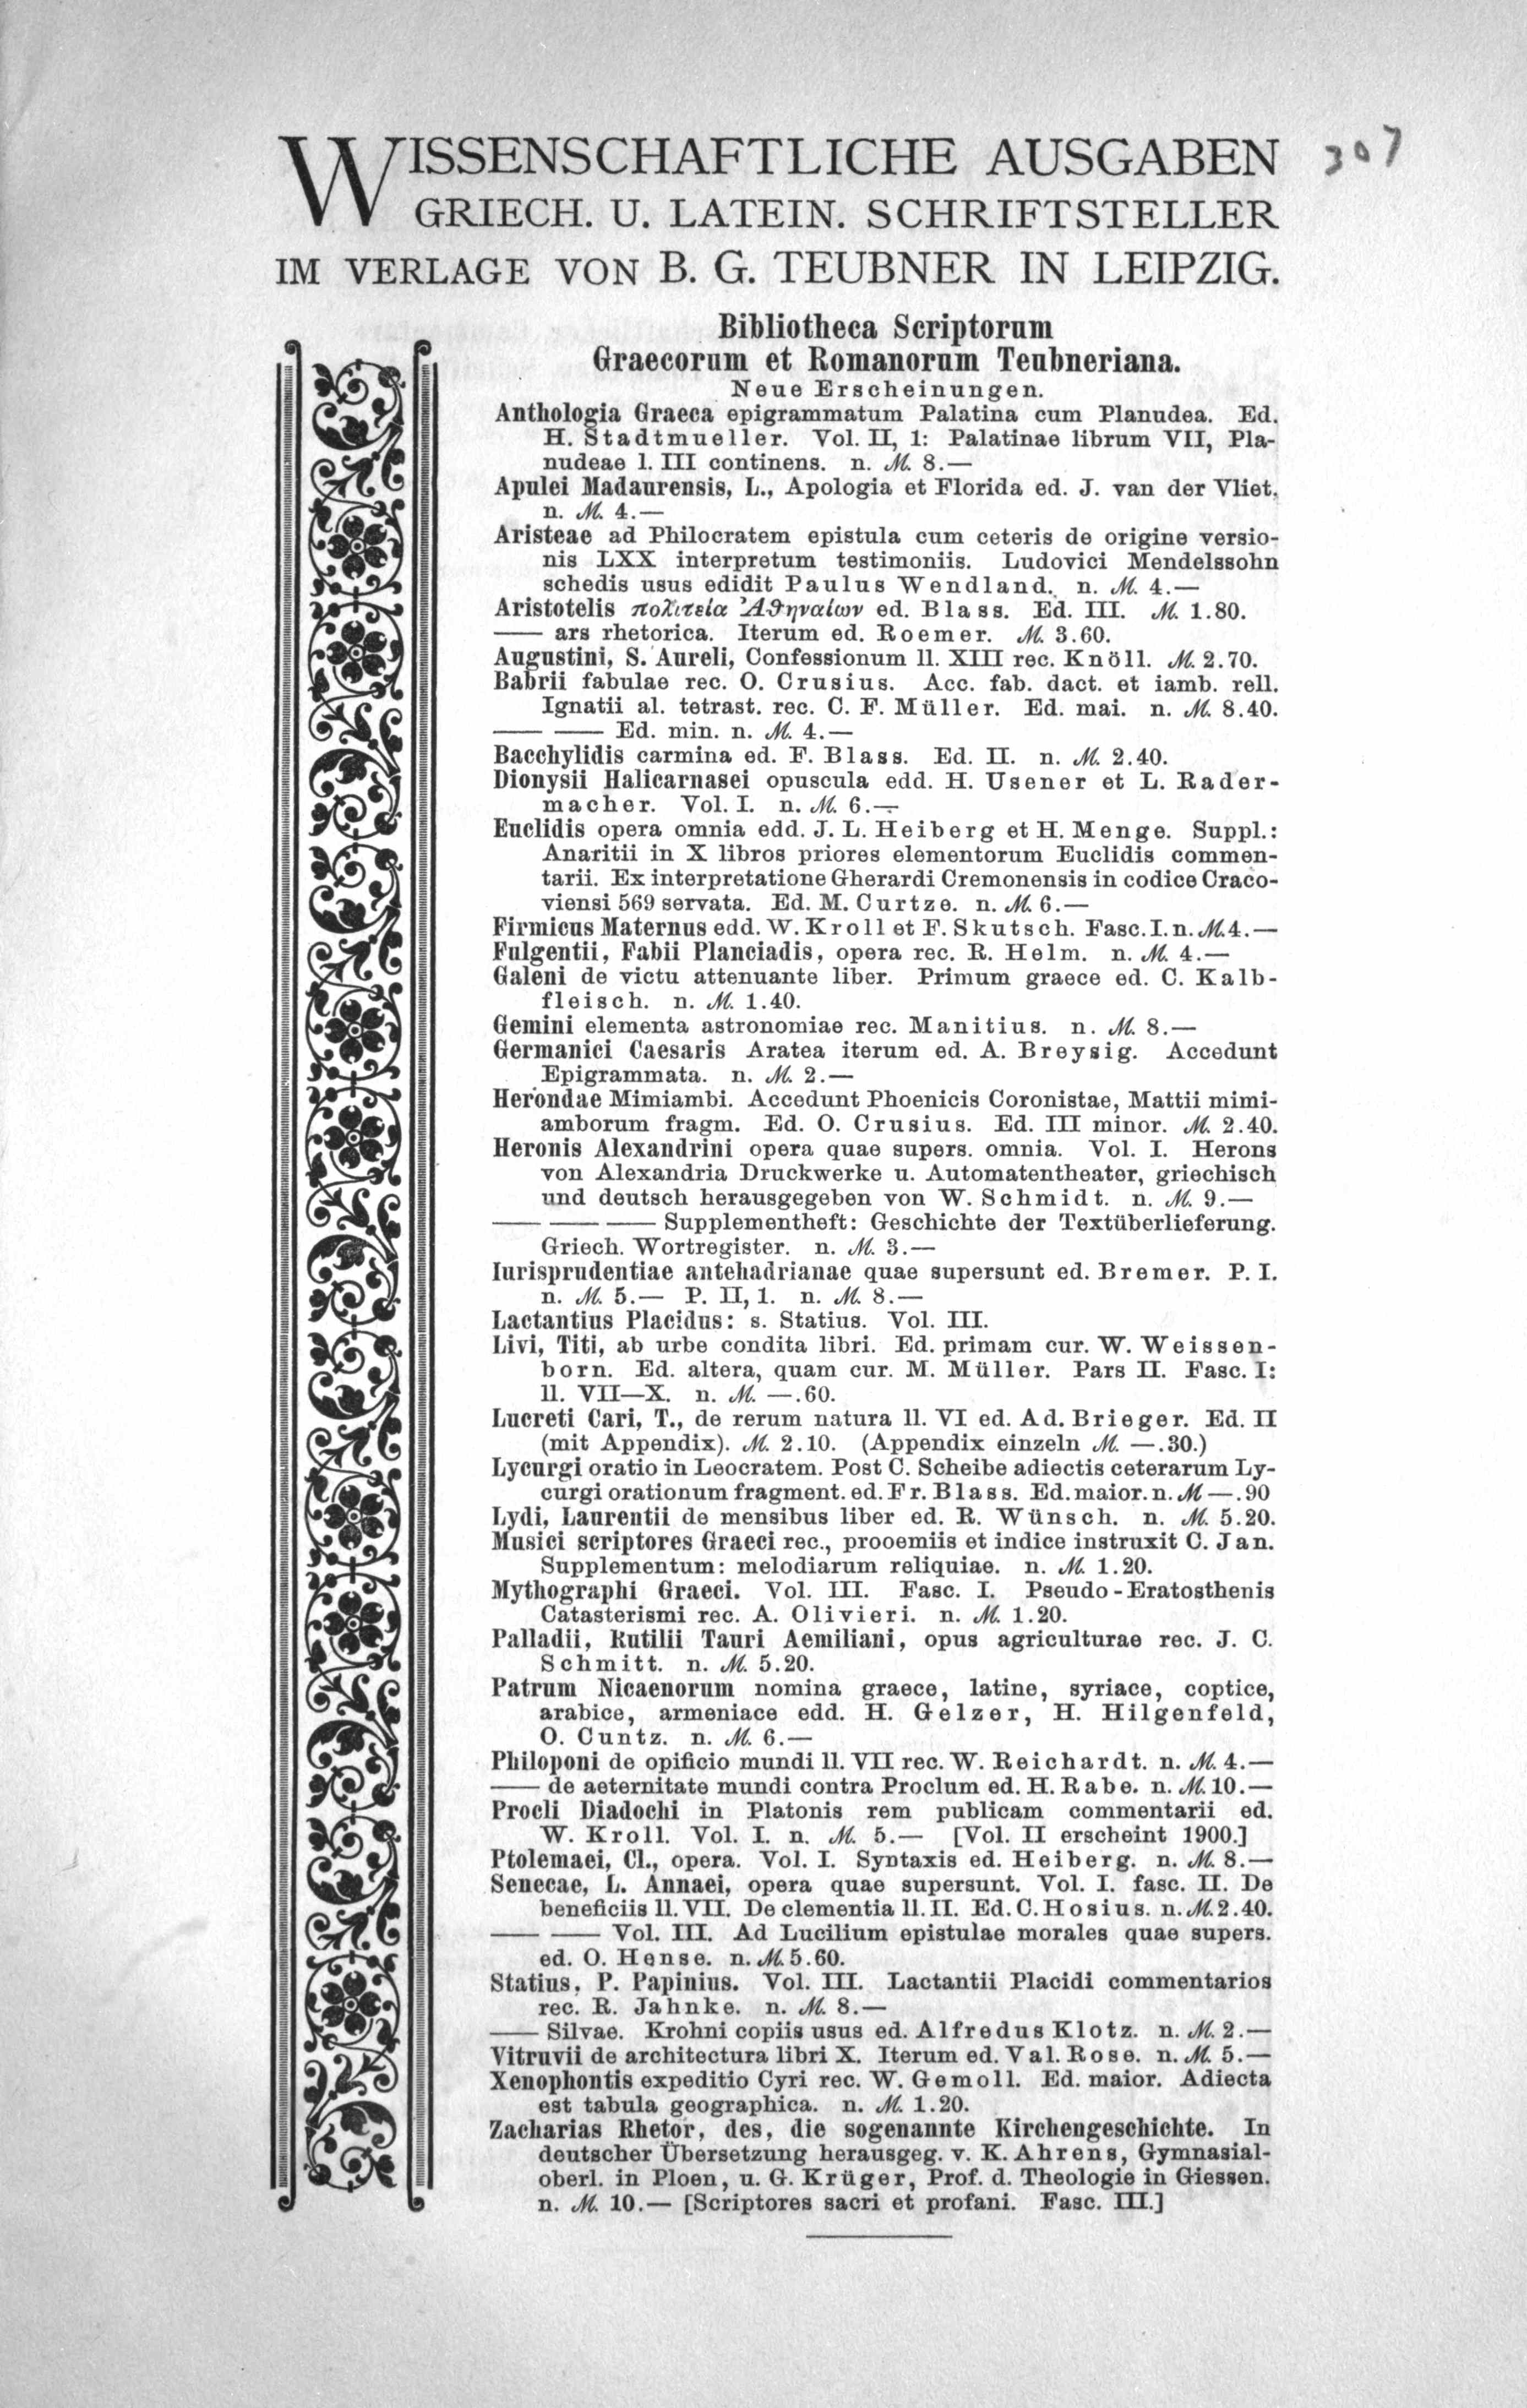 WISSENSCHAFTLICHE AUSGABEN 307
GRIECH. U. LATEIN. SCHRIFTSTELLER
IM VERLAGE VON B. G. TEUBNER IN LEIPZIG.
Bibliotheca Scriptorum
Graecorum et Romanorum Teubneriana.
Neue Erscheinungen.
Anthologia Graeca epigrammatum Palatina cum Planudea. Ed.
H. Stadtmueller. Vol. II, 1: Palatinae librum VII, Pla-
nudeae l. III continens. n. M. 8.—
Apulei Madaurensis, L., Apologia et Florida ed. J. van der Vliet.
n. M. 4.—
Aristeae ad Philocratem epistula cum ceteris de origine versio-
nis LXX interpretum testimoniis. Ludovici Mendelssohn
schedis usus edidit Paulus Wendland. n. M. 4.—
Aristotelis πολιτεία Ἀθηναίων ed. Blass. Ed. III. M. 1.80.
—— ars rhetorica. Iterum ed. Roemer. M. 3.60.
Augustini, S. Aureli, Confessionum ll. XIII rec. Knöll. M. 2.70.
Babrii fabulae rec. O. Crusius. Acc. fab. dact. et iamb. rell.
Ignatii al. tetrast. rec. C. F. Müller. Ed. mai. n. M. 8.40.
—— —— Ed. min. n. M. 4.—
Bacchylidis carmina ed. F. Blass. Ed. II. n. M. 2.40.
Dionysii Halicarnasei opuscula edd. H. Usener et L. Rader-
macher. Vol. I. n. M. 6.—
Euclidis opera omnia edd. J. L. Heiberg et H. Menge. Suppl.:
Anaritii in X libros priores elementorum Euclidis commen-
tarii. Ex interpretatione Gherardi Cremonensis in codice Craco-
viensi 569 servata. Ed. M. Curtze. n. M. 6.—
Firmicus Maternus edd. W. Kroll et F. Skutsch. Fasc. I. n. M. 4.—
Fulgentii, Fabii Planciadis, opera rec. R. Helm. n. M. 4.—
Galeni de victu attenuante liber. Primum graece ed. C. Kalb-
fleisch. n. M. 1.40.
Gemini elementa astronomiae rec. Manitius. n. M. 8.—
Germanici Caesaris Aratea iterum ed. A. Breysig. Accedunt
Epigrammata. n. M. 2.—
Herondae Mimiambi. Accedunt Phoenicis Coronistae, Mattii mimi-
amborum fragm. Ed. O. Crusius. Ed. III minor. M. 2.40.
Heronis Alexandrini opera quae supers. omnia. Vol. I. Herons
von Alexandria Druckwerke u. Automatentheater, griechisch
und deutsch herausgegeben von W. Schmidt. n. M. 9.—
—— —— —— Supplementheft: Geschichte der Textüberlieferung.
Griech. Wortregister. n. M. 3.—
Iurisprudentiae antehadrianae quae supersunt ed. Bremer. P. I.
n. M. 5.— P. II, 1. n. M. 8.—
Lactantius Placidus: s. Statius. Vol. III.
Livi, Titi, ab urbe condita libri. Ed. primam cur. W. Weissen-
born. Ed. altera, quam cur. M. Müller. Pars II. Fasc. I:
ll. VII—X. n. M. —.60.
Lucreti Cari, T., de rerum natura ll. VI ed. Ad. Brieger. Ed. II
(mit Appendix). M. 2.10. (Appendix einzeln M. —.30.)
Lycurgi oratio in Leocratem. Post C. Scheibe adiectis ceterarum Ly-
curgi orationum fragment. ed. Fr. Blass. Ed. maior. n. M —.90
Lydi, Laurentii de mensibus liber ed. R. Wünsch. n. M. 5.20.
Musici scriptores Graeci rec., prooemiis et indice instruxit C. Jan.
Supplementum: melodiarum reliquiae. n. M. 1.20.
Mythographi Graeci. Vol. III. Fasc. I. Pseudo-Eratosthenis
Catasterismi rec. A. Olivieri. n. M. 1.20.
Palladii, Rutilii Tauri Aemiliani, opus agriculturae rec. J. C.
Schmitt. n. M. 5.20.
Patrum Nicaenorum nomina graece, latine, syriace, coptice,
arabice, armeniace edd. H. Gelzer, H. Hilgenfeld,
O. Cuntz. n. M. 6.—
Philoponi de opificio mundi ll. VII rec. W. Reichardt. n. M. 4.—
—— de aeternitate mundi contra Proclum ed. H. Rabe. n. M. 10.—
Procli Diadochi in Platonis rem publicam commentarii ed.
W. Kroll. Vol. I. n. M. 5.— [Vol. II erscheint 1900.]
Ptolemaei, Cl., opera. Vol. I. Syntaxis ed. Heiberg. n. M. 8.—
Senecae, L. Annaei, opera quae supersunt. Vol. I. fasc. II. De
beneficiis ll. VII. De clementia ll. II. Ed. C. Hosius. n. M. 2.40.
—— —— Vol. III. Ad Lucilium epistulae morales quae supers.
ed. O. Hense. n. M. 5.60.
Statius, P. Papinius. Vol. III. Lactantii Placidi commentarios
rec. R. Jahnke. n. M. 8.—
—— Silvae. Krohni copiis usus ed. Alfredus Klotz. n. M. 2.—
Vitruvii de architectura libri X. Iterum ed. Val. Rose. n. M. 5.—
Xenophontis expeditio Cyri rec. W. Gemoll. Ed. maior. Adiecta
est tabula geographica. n. M. 1.20.
Zacharias Rhetor, des, die sogenannte Kirchengeschichte. In
deutscher Übersetzung herausgeg. v. K. Ahrens, Gymnasial-
oberl. in Ploen, u. G. Krüger, Prof. d. Theologie in Giessen.
n. M. 10.— [Scriptores sacri et profani. Fasc. III.]